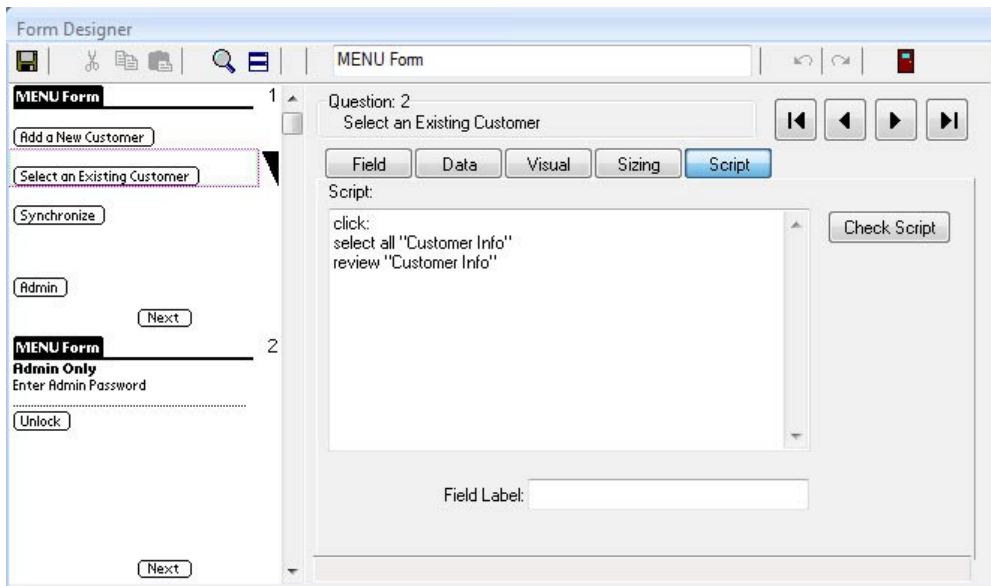 Form Designer
MENU Form
MENU Form 1
Add a New Customer
Select an Existing Customer
Synchronize
Admin
Next
MENU Form 2
Admin Only
Enter Admin Password
Unlock
Next
Question: 2
Select an Existing Customer
Field Data Visual Sizing Script
Script:
click:
select all "Customer Info"
review "Customer Info"
Check Script
Field Label: